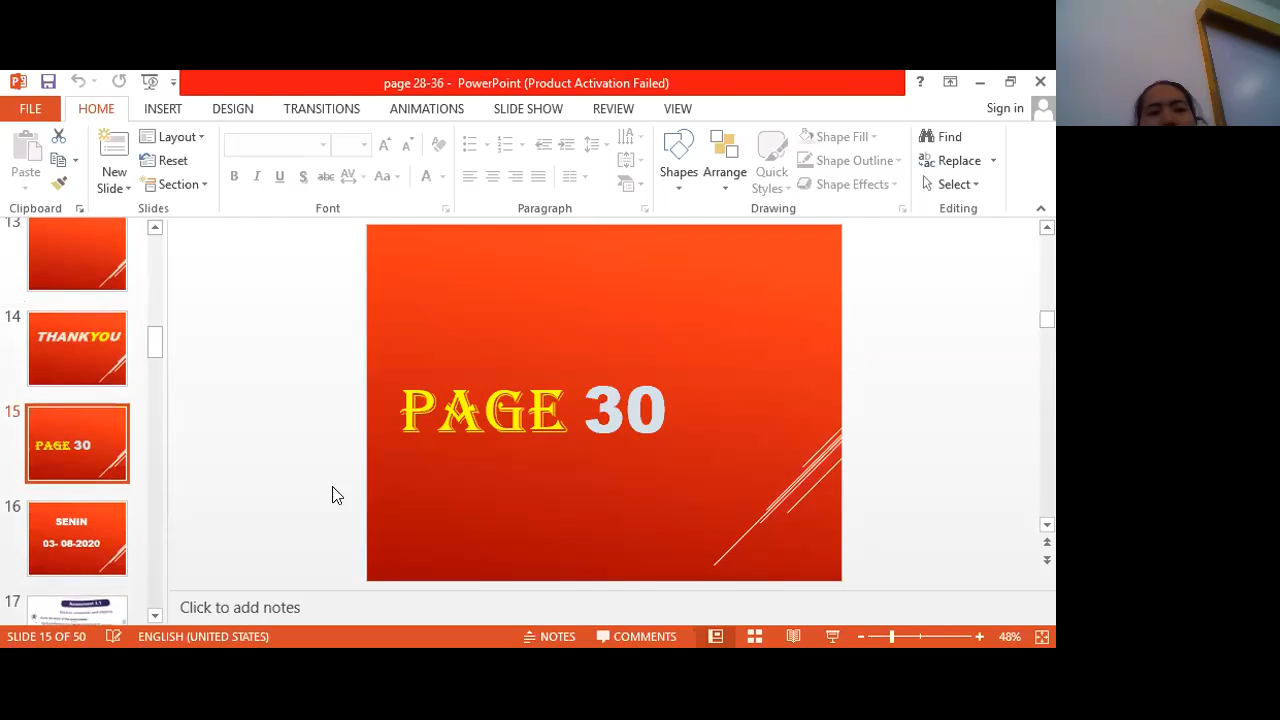 page 28-36 - PowerPoint (Product Activation Failed)
FILE HOME INSERT DESIGN TRANSITIONS ANIMATIONS SLIDE SHOW REVIEW VIEW Sign in
Paste
Clipboard
New Slide
Layout
Reset
Section
Slides
B I U S abc AV Aa A
Font
Paragraph
Shapes
Arrange
Quick Styles
Shape Fill
Shape Outline
Shape Effects
Drawing
Find
Replace
Select
Editing
13
14
THANKYOU
15
PAGE 30
16
SENIN
03- 08-2020
17
PAGE 30
Click to add notes
SLIDE 15 OF 50 ENGLISH (UNITED STATES) NOTES COMMENTS 48%